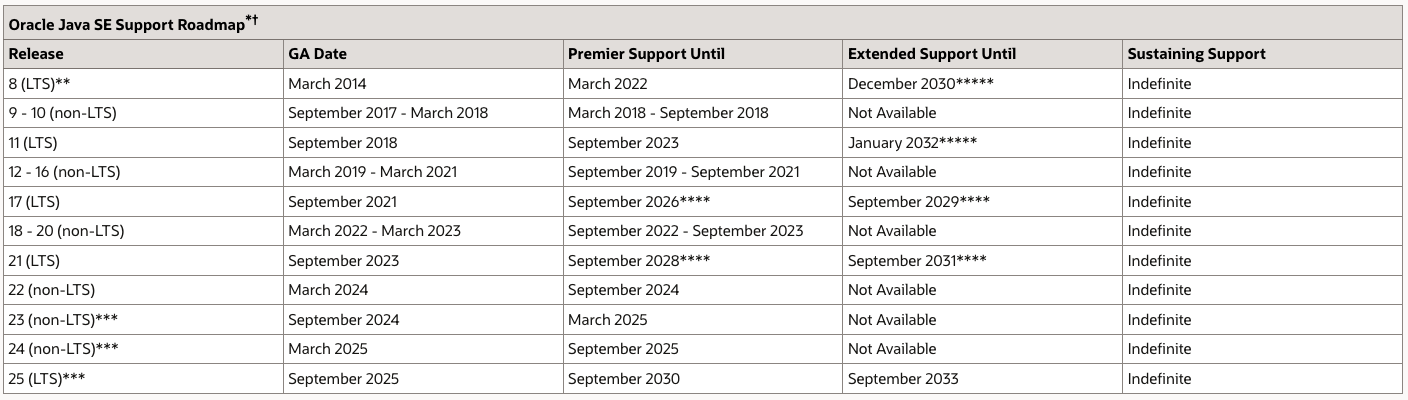 Oracle Java SE Support Roadmap*†
Release GA Date Premier Support Until Extended Support Until Sustaining Support
8 (LTS)** March 2014 March 2022 December 2030***** Indefinite
9 - 10 (non-LTS) September 2017 - March 2018 March 2018 - September 2018 Not Available Indefinite
11 (LTS) September 2018 September 2023 January 2032***** Indefinite
12 - 16 (non-LTS) March 2019 - March 2021 September 2019 - September 2021 Not Available Indefinite
17 (LTS) September 2021 September 2026**** September 2029**** Indefinite
18 - 20 (non-LTS) March 2022 - March 2023 September 2022 - September 2023 Not Available Indefinite
21 (LTS) September 2023 September 2028**** September 2031**** Indefinite
22 (non-LTS) March 2024 September 2024 Not Available Indefinite
23 (non-LTS)*** September 2024 March 2025 Not Available Indefinite
24 (non-LTS)*** March 2025 September 2025 Not Available Indefinite
25 (LTS)*** September 2025 September 2030 September 2033 Indefinite